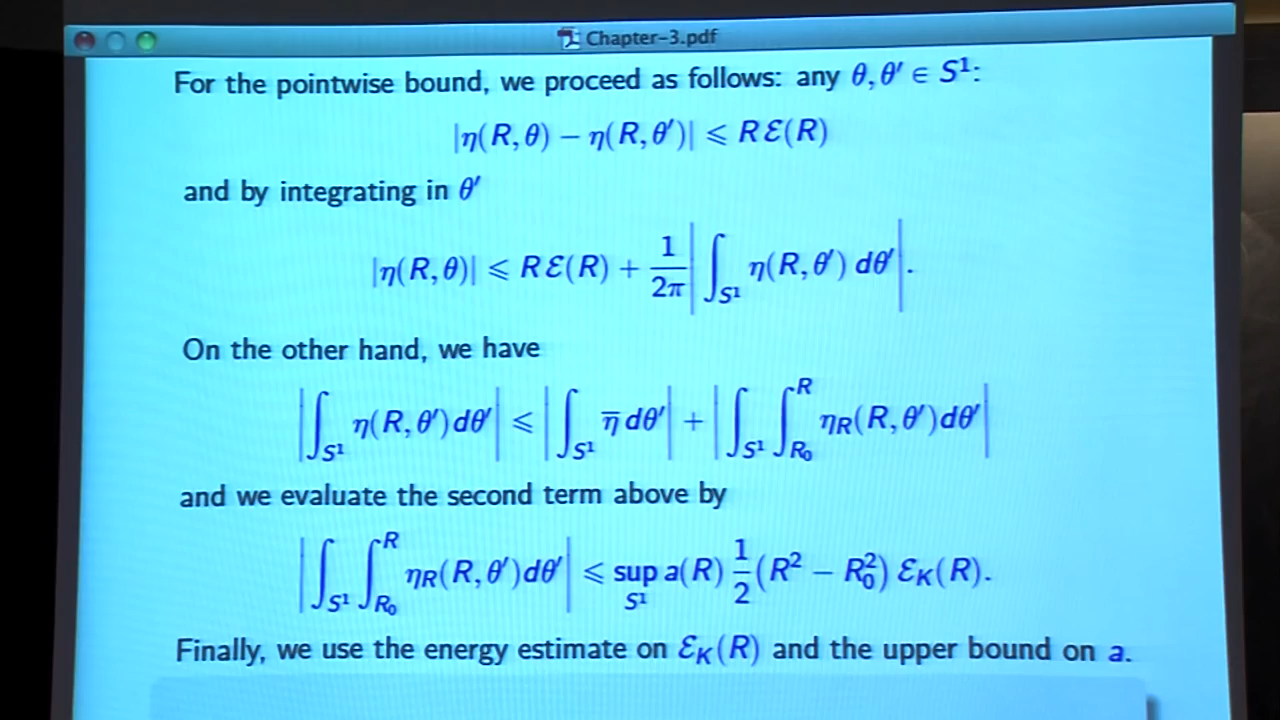 Chapter-3.pdf
For the pointwise bound, we proceed as follows: any θ, θ′ ∈ S¹:
|η(R, θ) − η(R, θ′)| ⩽ R ℰ(R)
and by integrating in θ′
|η(R, θ)| ⩽ R ℰ(R) + 1/2π | ∫_{S¹} η(R, θ′) dθ′ |.
On the other hand, we have
| ∫_{S¹} η(R, θ′)dθ′ | ⩽ | ∫_{S¹} η̅ dθ′ | + | ∫_{S¹} ∫_{R₀}^{R} η_R(R, θ′)dθ′ |
and we evaluate the second term above by
| ∫_{S¹} ∫_{R₀}^{R} η_R(R, θ′)dθ′ | ⩽ sup_{S¹} a(R) 1/2 (R² − R₀²) ℰ_K(R).
Finally, we use the energy estimate on ℰ_K(R) and the upper bound on a.